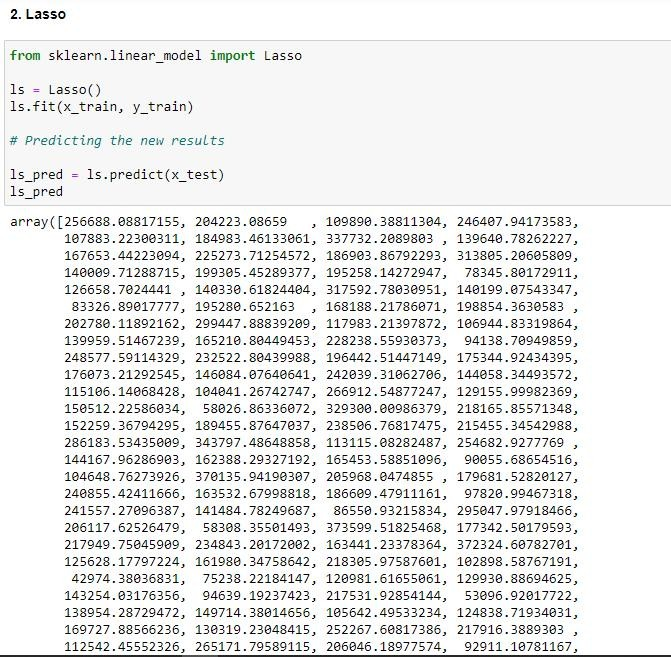 2. Lasso
from sklearn.linear_model import Lasso
ls = Lasso()
ls.fit(x_train, y_train)
# Predicting the new results
ls_pred = ls.predict(x_test)
ls_pred
array([256688.08817155, 204223.08659   , 109890.38811304, 246407.94173583,
107883.22300311, 184983.46133061, 337732.2089803 , 139640.78262227,
167653.44223094, 225273.71254572, 186903.86792293, 313805.20605809,
140009.71288715, 199305.45289377, 195258.14272947,  78345.80172911,
126658.7024441 , 140330.61824404, 317592.78030951, 140199.07543347,
83326.89017777, 195280.652163  , 168188.21786071, 198854.3630583 ,
202780.11892162, 299447.88839209, 117983.21397872, 106944.83319864,
139959.51467239, 165210.80449453, 228238.55930373,  94138.70949859,
248577.59114329, 232522.80439988, 196442.51447149, 175344.92434395,
176073.21292545, 146084.07640641, 242039.31062706, 144058.34493572,
115106.14068428, 104041.26742747, 266912.54877247, 129155.99982369,
150512.22586034,  58026.86336072, 329300.00986379, 218165.85571348,
152259.36794295, 189455.87647037, 238506.76817475, 215455.34542988,
286183.53435009, 343797.48648858, 113115.08282487, 254682.9277769 ,
144167.96286903, 162388.29327192, 165453.58851096,  90055.68654516,
104648.76273926, 370135.94190307, 205968.0474855 , 179681.52820127,
240855.42411666, 163532.67998818, 186609.47911161,  97820.99467318,
241557.27096387, 141484.78249687,  86550.93215834, 295047.97918466,
206117.62526479,  58308.35501493, 373599.51825468, 177342.50179593,
217949.75045909, 234843.20172002, 163441.23378364, 372324.60782701,
125628.17797224, 161980.34758642, 218305.97587601, 102898.58767191,
42974.38036831,  75238.22184147, 120981.61655061, 129930.88694625,
143254.03176356,  94639.19237423, 217531.92854144,  53096.92017722,
138954.28729472, 149714.38014656, 105642.49533234, 124838.71934031,
169727.88566236, 130319.23048415, 252267.60817386, 217916.3889303 ,
112542.45552326, 265171.79589115, 206046.18977574,  92911.10781167,